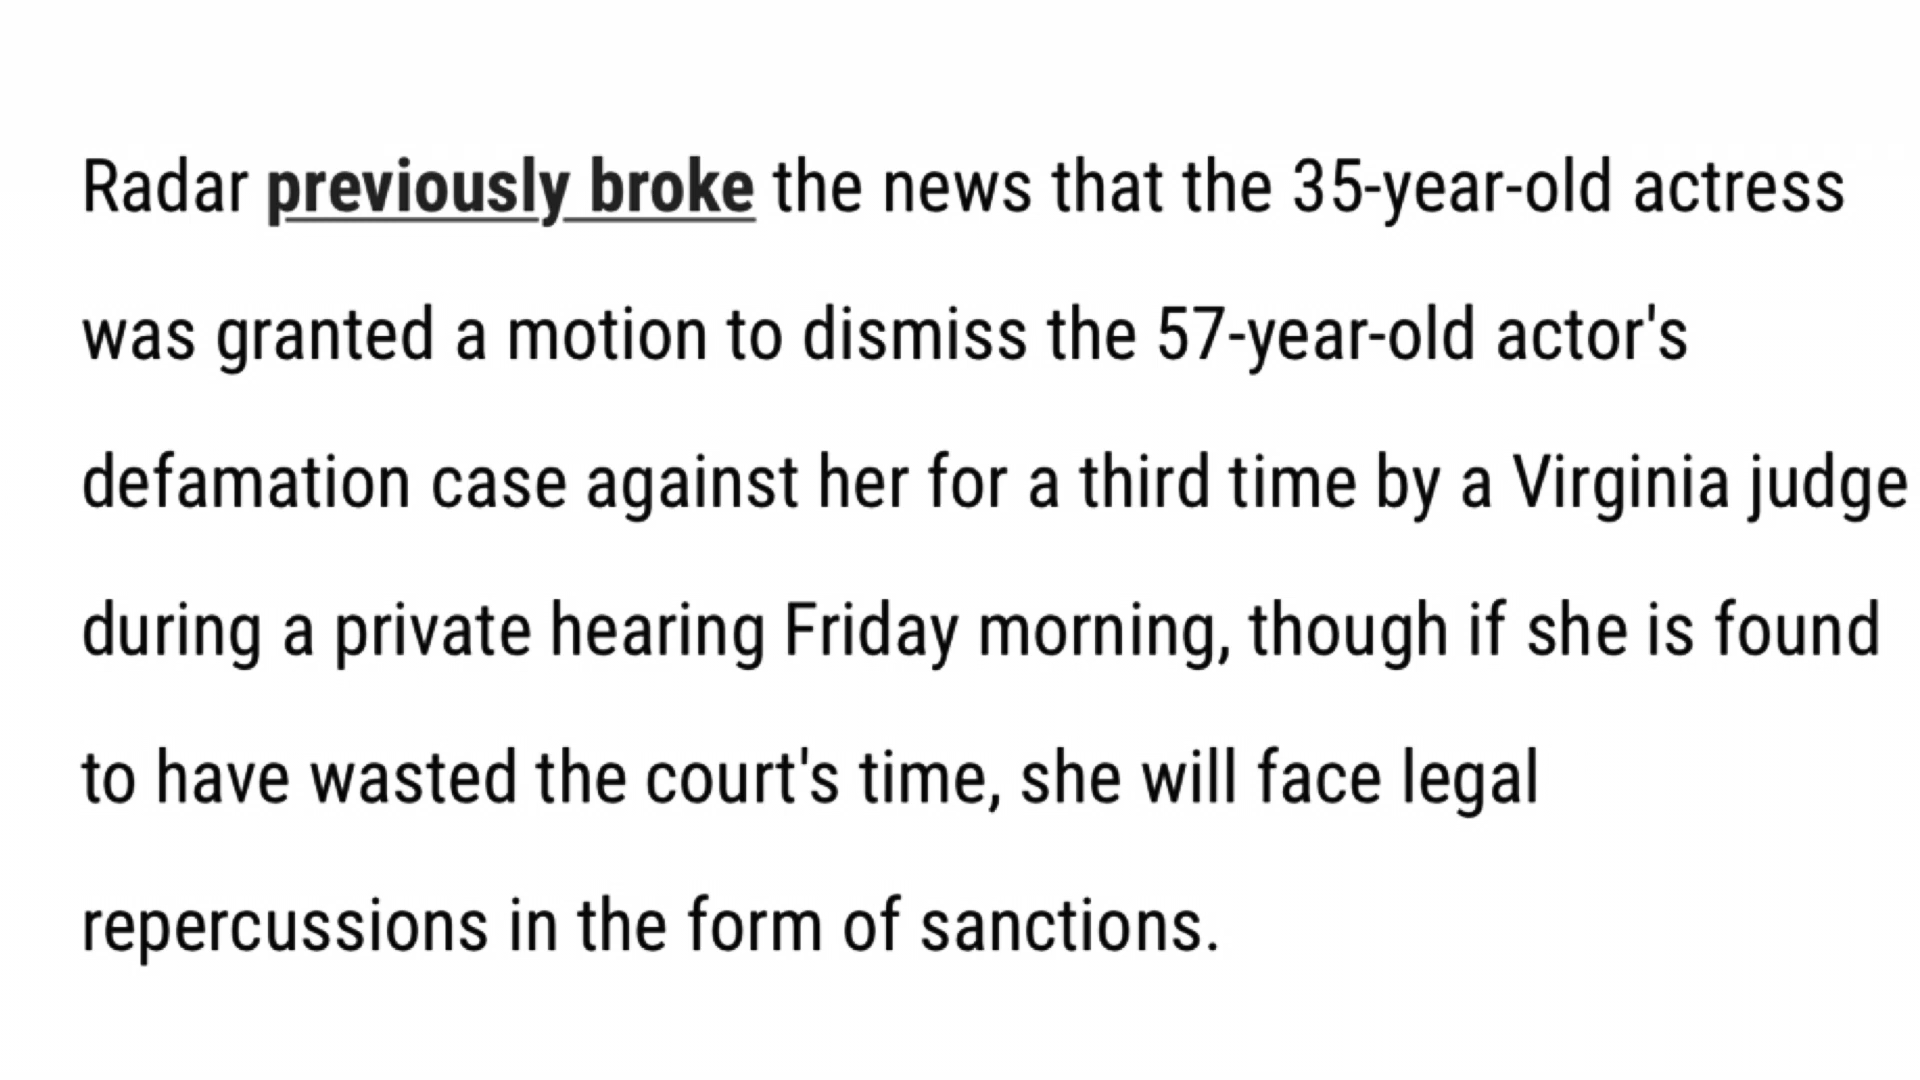 Radar previously broke the news that the 35-year-old actress
was granted a motion to dismiss the 57-year-old actor's
defamation case against her for a third time by a Virginia judge
during a private hearing Friday morning, though if she is found
to have wasted the court's time, she will face legal
repercussions in the form of sanctions.